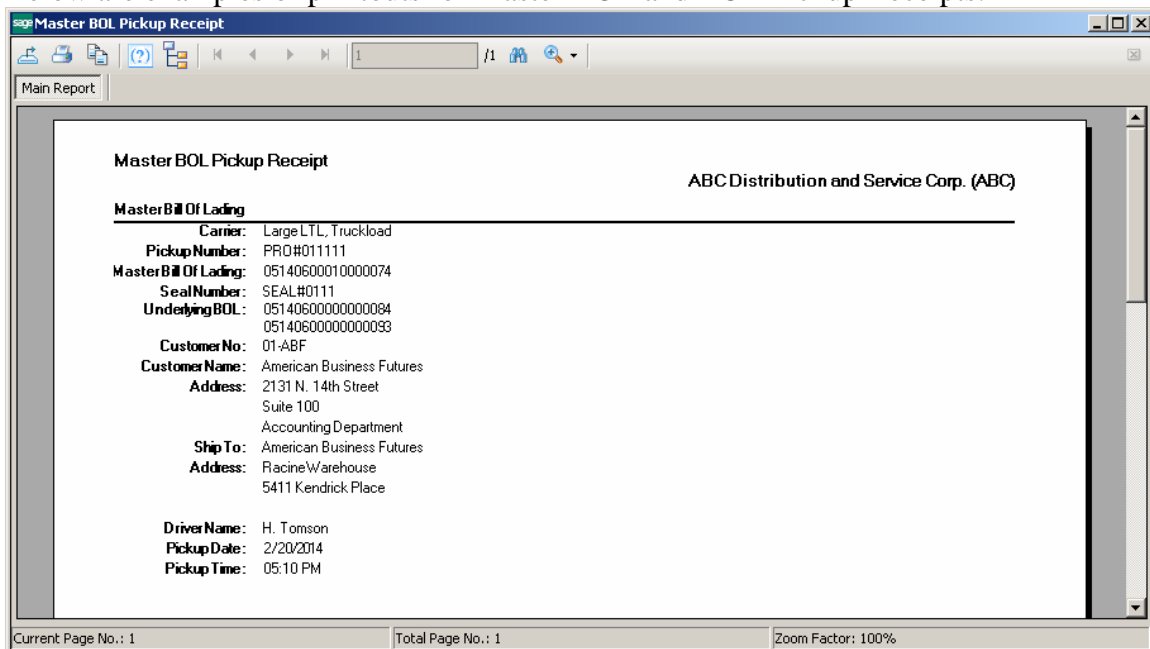 sage Master BOL Pickup Receipt
1 /1
Main Report
Master BOL Pickup Receipt
ABC Distribution and Service Corp. (ABC)
Master Bill Of Lading
Carrier: Large LTL, Truckload
Pickup Number: PRO#011111
Master Bill Of Lading: 05140600010000074
Seal Number: SEAL#0111
Underlying BOL: 05140600000000084
05140600000000093
Customer No: 01-ABF
Customer Name: American Business Futures
Address: 2131 N. 14th Street
Suite 100
Accounting Department
Ship To: American Business Futures
Address: Racine Warehouse
5411 Kendrick Place
Driver Name: H. Tomson
Pickup Date: 2/20/2014
Pickup Time: 05:10 PM
Current Page No.: 1 Total Page No.: 1 Zoom Factor: 100%